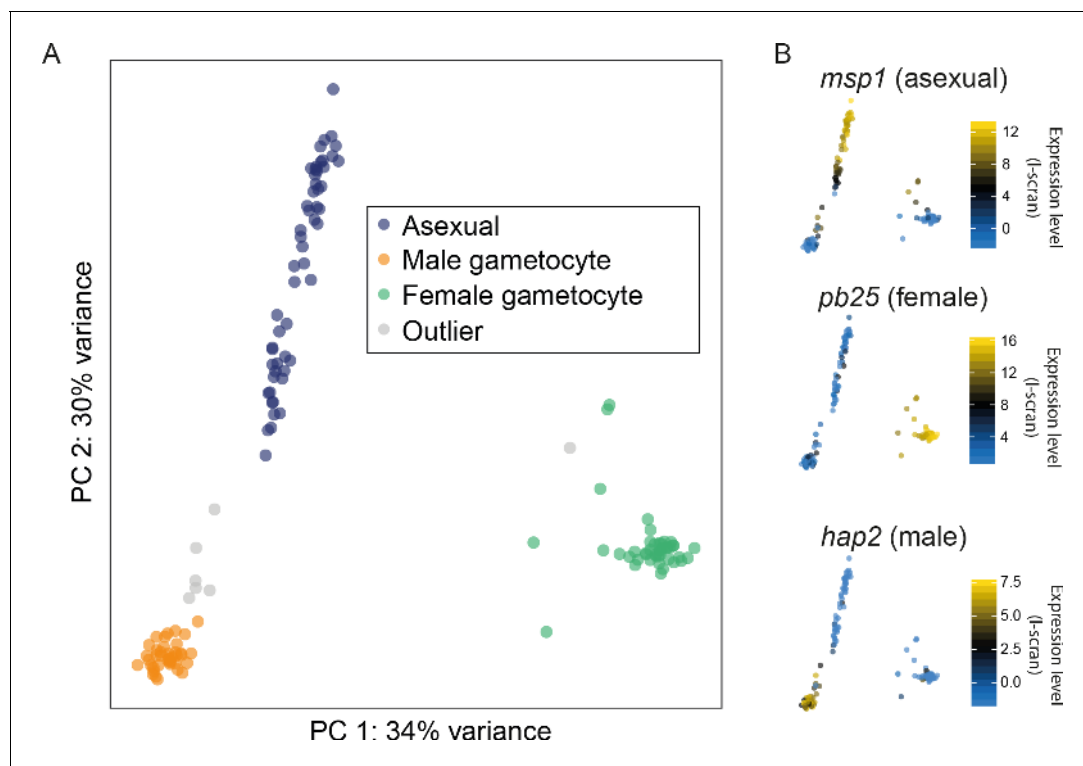 A
PC 2: 30% variance
Asexual
Male gametocyte
Female gametocyte
Outlier
PC 1: 34% variance
B
msp1 (asexual)
12
8
4
0
Expression level
(l-scran)
pb25 (female)
16
12
8
4
Expression level
(l-scran)
hap2 (male)
7.5
5.0
2.5
0.0
Expression level
(l-scran)